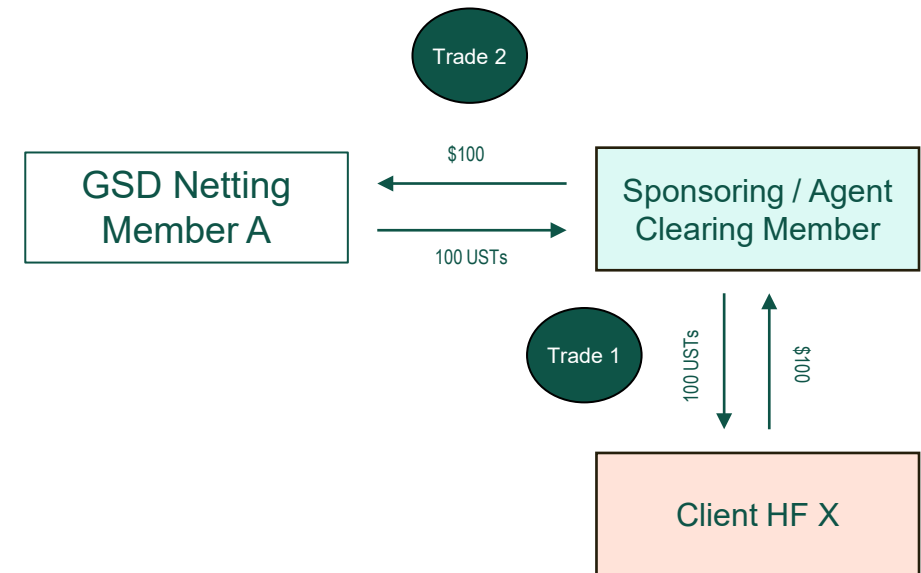 Trade 2
$100
GSD Netting
Member A
100 USTs
Sponsoring / Agent
Clearing Member
Trade 1
100 USTs
$100
Client HF X